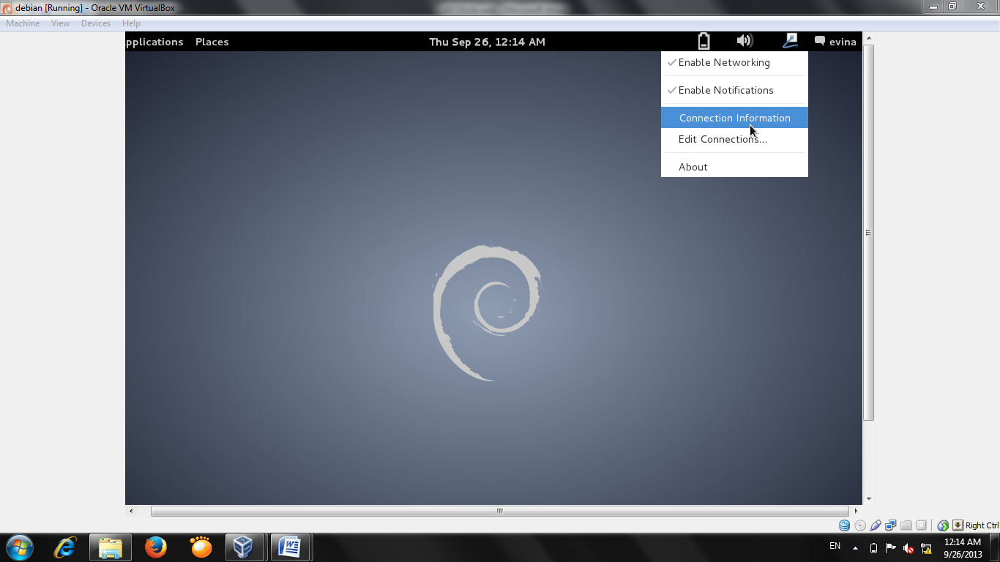 debian [Running] - Oracle VM VirtualBox
Machine View Devices Help
pplications Places Thu Sep 26, 12:14 AM evina
Enable Networking
Enable Notifications
Connection Information
Edit Connections...
About
Right Ctrl
EN
12:14 AM
9/26/2013